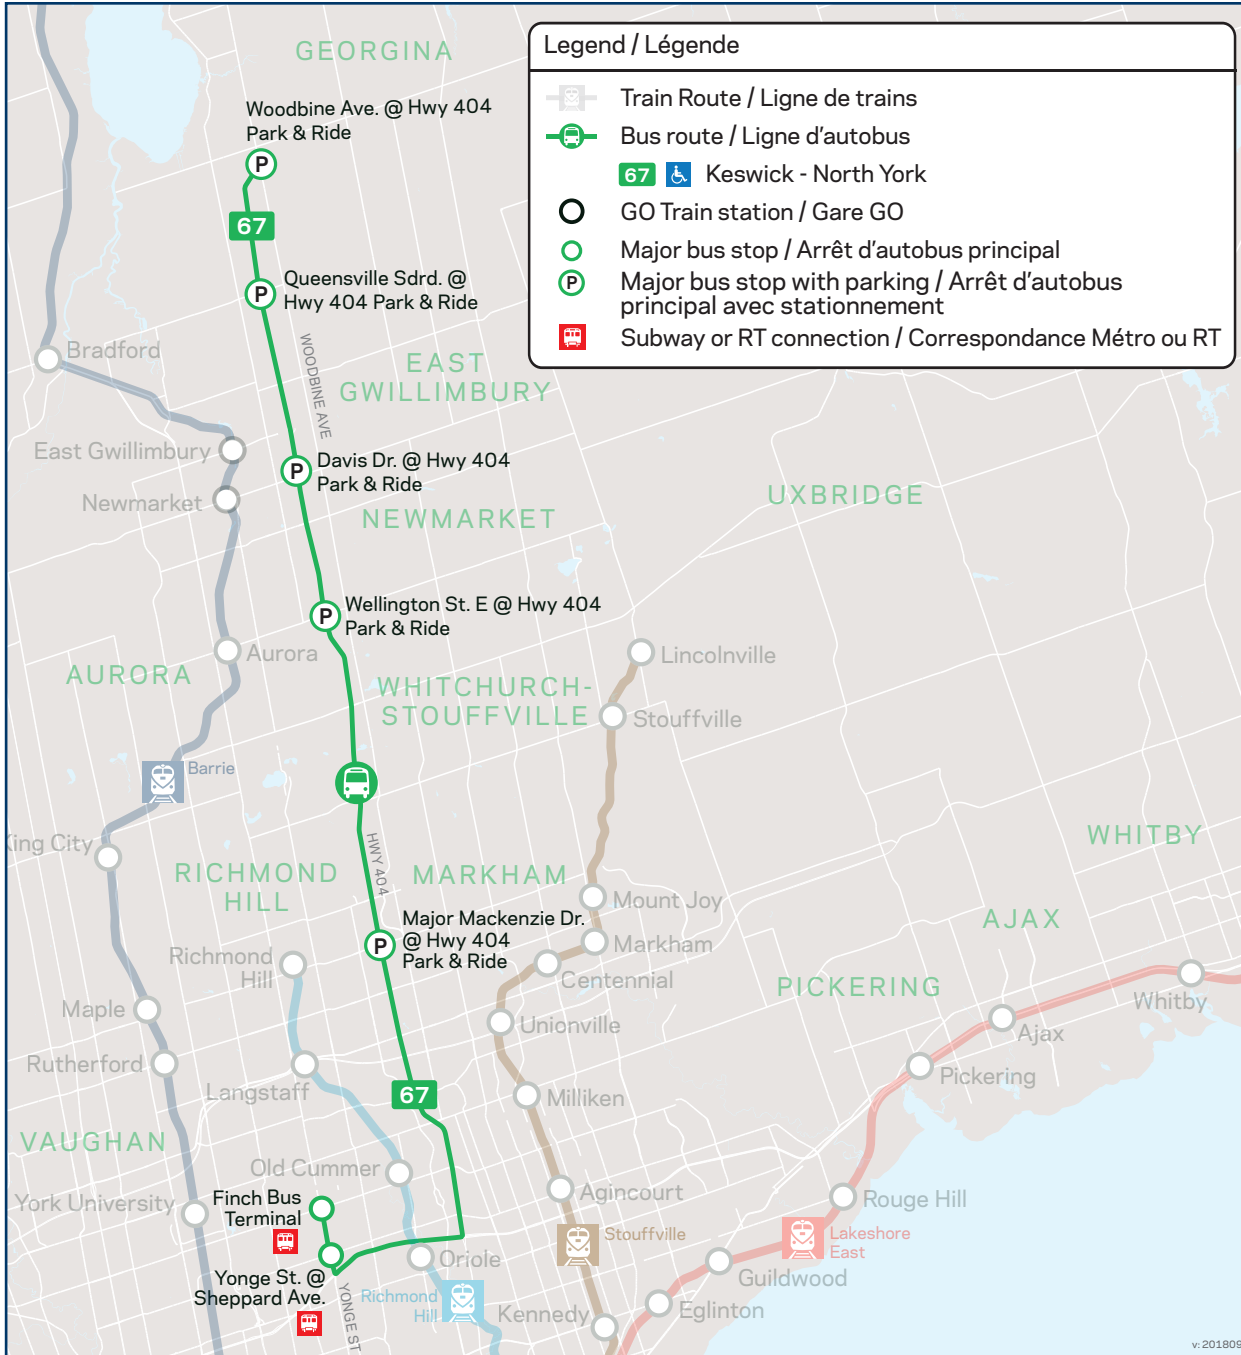 Legend / Légende
Train Route / Ligne de trains
Bus route / Ligne d'autobus
67 Keswick - North York
GO Train station / Gare GO
Major bus stop / Arrêt d'autobus principal
P Major bus stop with parking / Arrêt d'autobus
principal avec stationnement
Subway or RT connection / Correspondance Métro ou RT
GEORGINA
Woodbine Ave. @ Hwy 404
Park & Ride
P
67
Queensville Sdrd. @
Hwy 404 Park & Ride
P
WOODBINE AVE
Bradford
EAST
GWILLIMBURY
East Gwillimbury
Davis Dr. @ Hwy 404
Park & Ride
P
Newmarket
NEWMARKET
UXBRIDGE
Wellington St. E @ Hwy 404
Park & Ride
P
Aurora
AURORA
Lincolnville
WHITCHURCH-
STOUFFVILLE
Stouffville
Barrie
King City
HWY 404
WHITBY
RICHMOND
HILL
MARKHAM
Mount Joy
AJAX
Major Mackenzie Dr.
@ Hwy 404
Park & Ride
P
Markham
Richmond
Hill
Centennial
PICKERING
Whitby
Maple
Unionville
Ajax
Rutherford
Langstaff
Pickering
67
Milliken
VAUGHAN
Old Cummer
Agincourt
York University
Finch Bus
Terminal
Rouge Hill
Stouffville
Lakeshore
East
Oriole
Yonge St. @
Sheppard Ave.
Guildwood
YONGE ST
Richmond
Hill
Kennedy
Eglinton
v: 201809